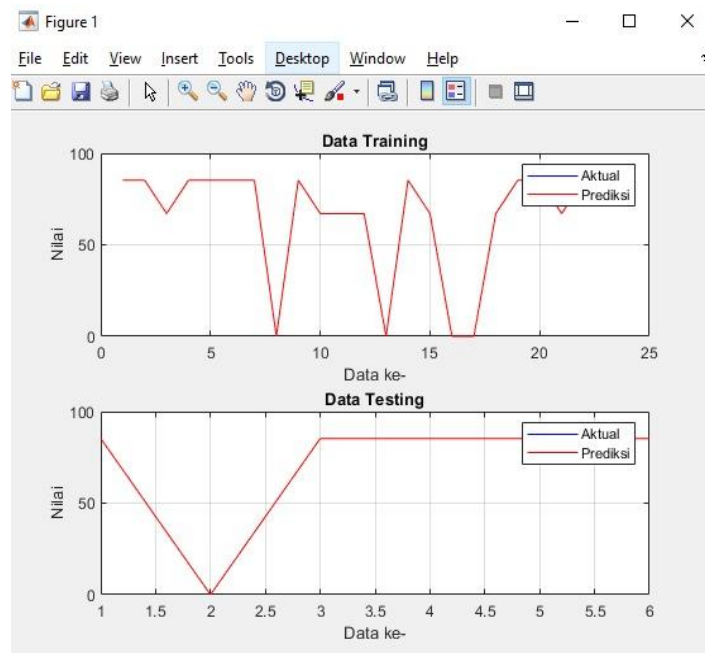 Figure 1
File Edit View Insert Tools Desktop Window Help
Data Training
100
50
0
Nilai
0 5 10 15 20 25
Data ke-
Aktual
Prediksi
Data Testing
100
50
0
Nilai
1 1.5 2 2.5 3 3.5 4 4.5 5 5.5 6
Data ke-
Aktual
Prediksi